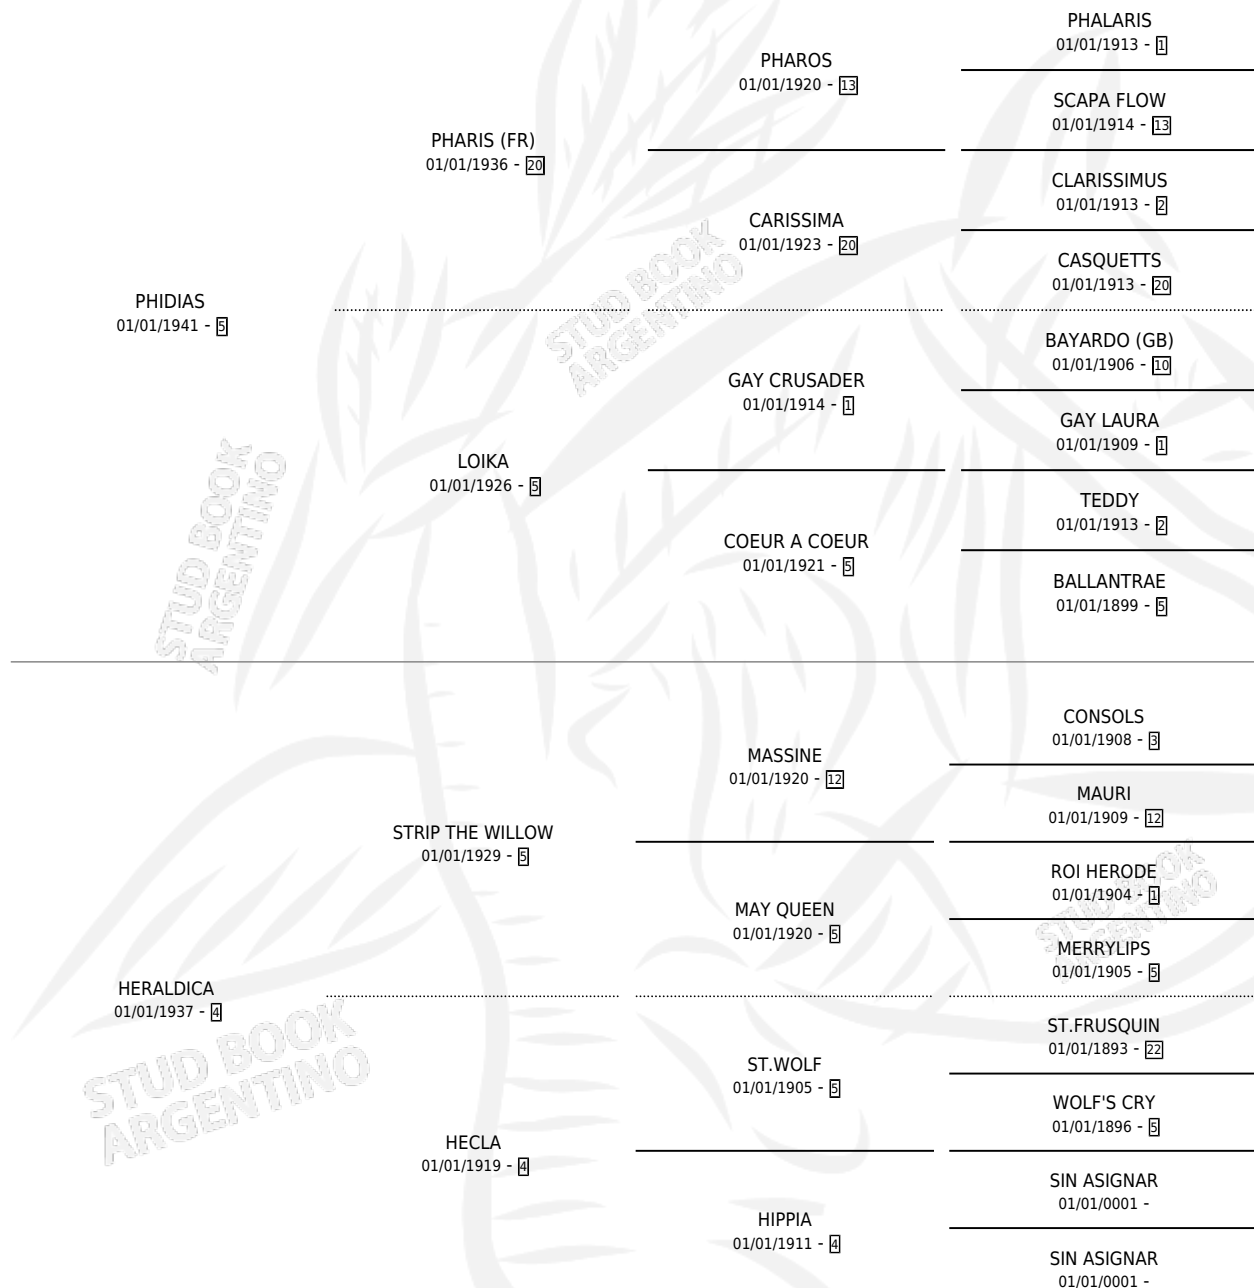 PHALARIS
01/01/1913 - 1
PHAROS
01/01/1920 - 13
SCAPA FLOW
01/01/1914 - 13
PHARIS (FR)
01/01/1936 - 20
CLARISSIMUS
01/01/1913 - 2
CARISSIMA
01/01/1923 - 20
CASQUETTS
01/01/1913 - 20
PHIDIAS
01/01/1941 - 5
BAYARDO (GB)
01/01/1906 - 10
GAY CRUSADER
01/01/1914 - 1
GAY LAURA
01/01/1909 - 1
LOIKA
01/01/1926 - 5
TEDDY
01/01/1913 - 2
COEUR A COEUR
01/01/1921 - 5
BALLANTRAE
01/01/1899 - 5
CONSOLS
01/01/1908 - 3
MASSINE
01/01/1920 - 12
MAURI
01/01/1909 - 12
STRIP THE WILLOW
01/01/1929 - 5
ROI HERODE
01/01/1904 - 1
MAY QUEEN
01/01/1920 - 5
MERRYLIPS
01/01/1905 - 5
HERALDICA
01/01/1937 - 4
ST.FRUSQUIN
01/01/1893 - 22
ST.WOLF
01/01/1905 - 5
WOLF'S CRY
01/01/1896 - 5
HECLA
01/01/1919 - 4
SIN ASIGNAR
01/01/0001 -
HIPPIA
01/01/1911 - 4
SIN ASIGNAR
01/01/0001 -
STUD BOOK
ARGENTINO
STUD BOOK
ARGENTINO
STUD BOOK
ARGENTINO
STUD BOOK
ARGENTINO